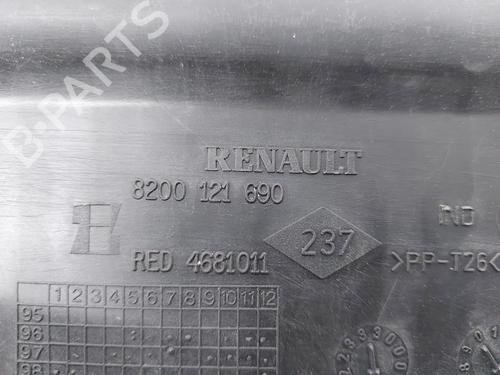 B-PARTS
RENAULT
8200 121 690
237
IND
RED 4681011
>PP-T26<
1 2 3 4 5 6 7 8 9 10 11 12
95
96
97
98